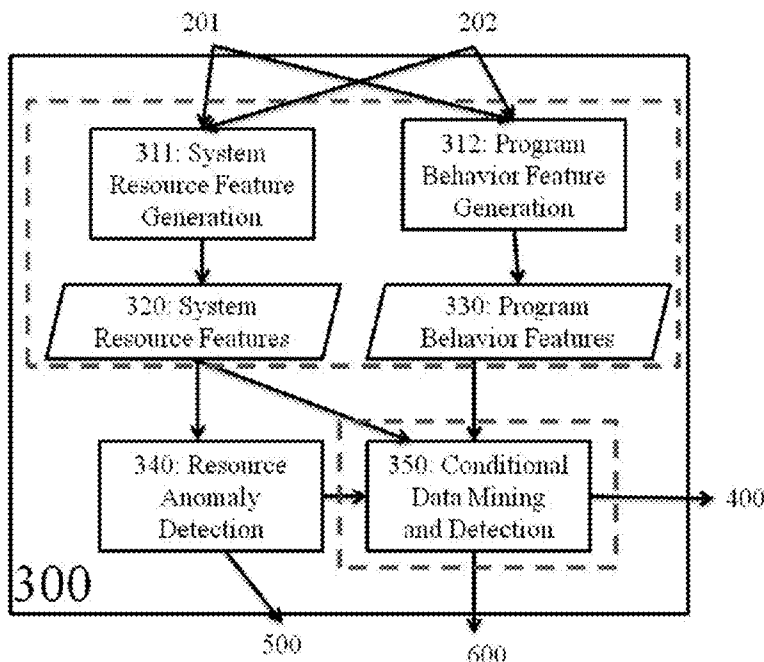 201
202
311: System
Resource Feature
Generation
312: Program
Behavior Feature
Generation
320: System
Resource Features
330: Program
Behavior Features
340: Resource
Anomaly
Detection
350: Conditional
Data Mining
and Detection
400
300
500
600